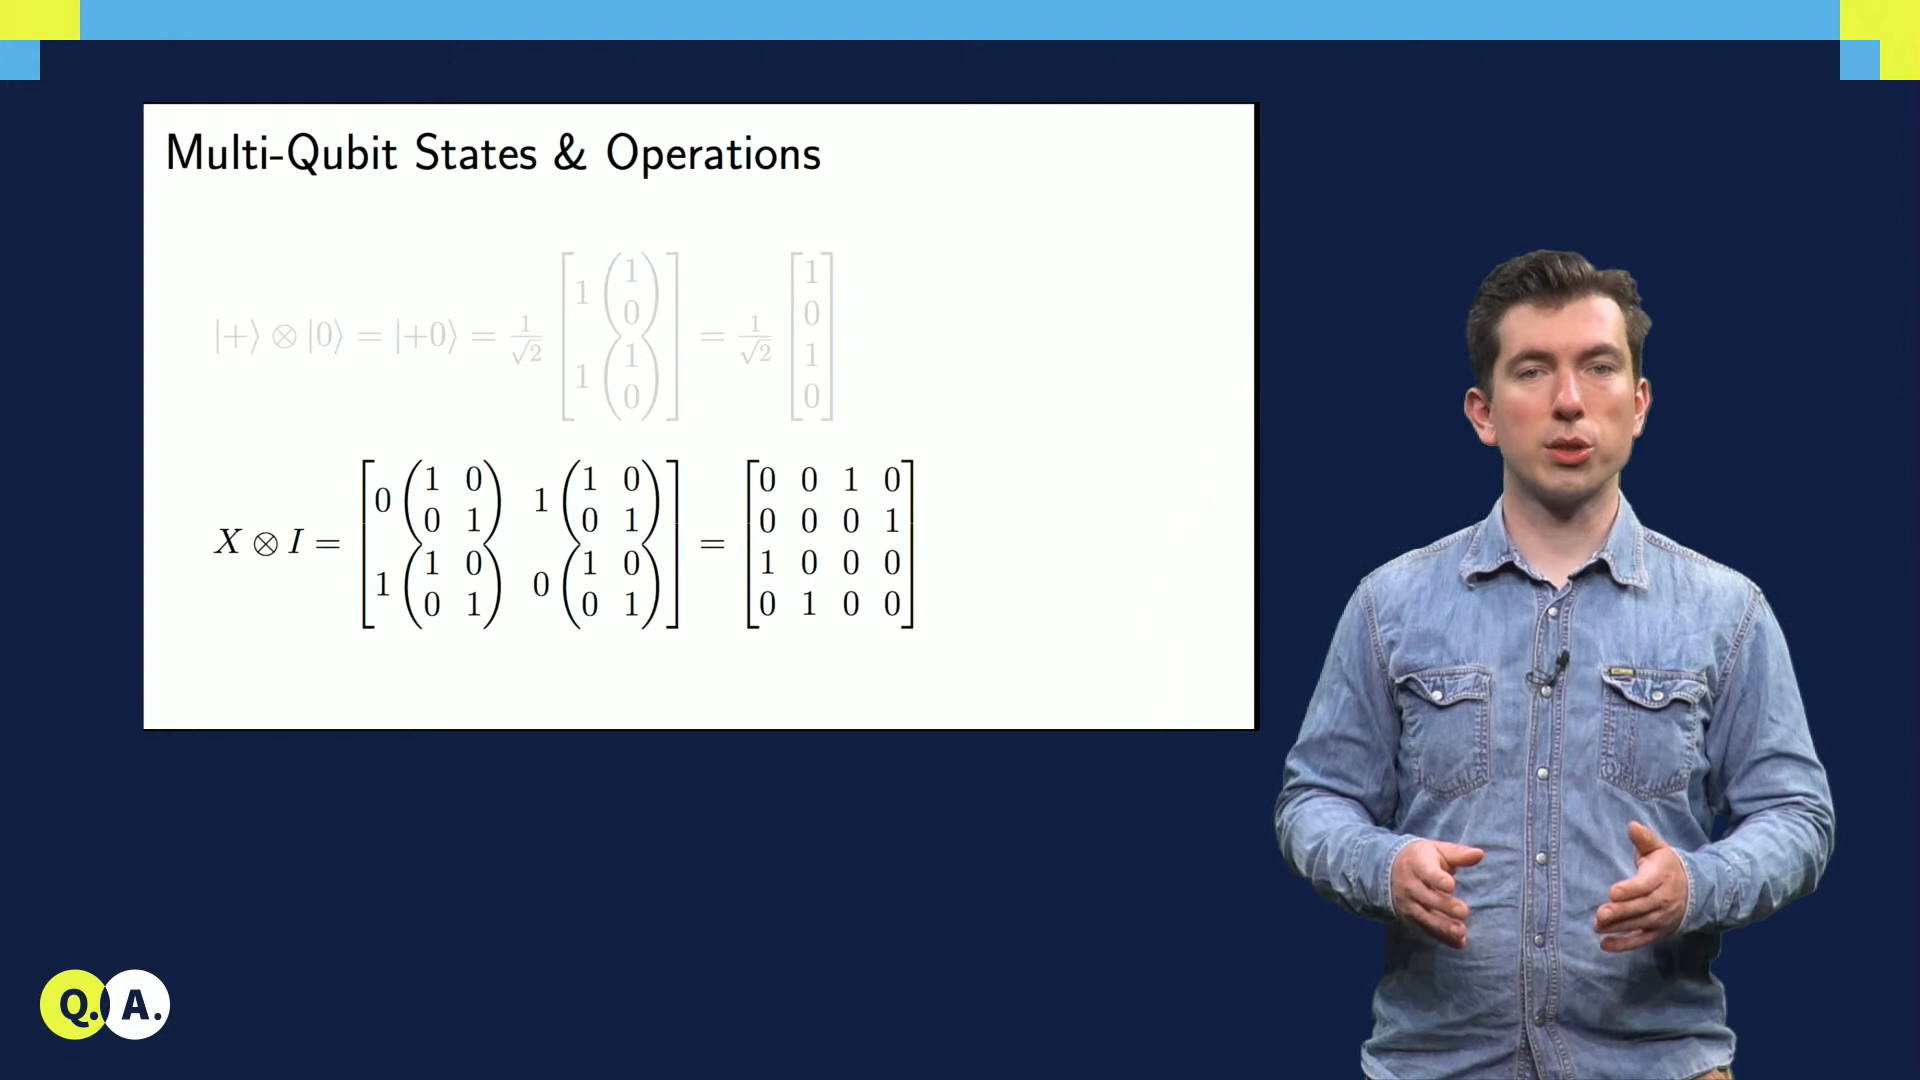 Multi-Qubit States & Operations
|+⟩ ⊗ |0⟩ = |+0⟩ = 1/√2 [ 1 (1 0) 1 (1 0) ] = 1/√2 [ 1 0 1 0 ]
X ⊗ I = [ 0 (1 0 0 1) 1 (1 0 0 1) 1 (1 0 0 1) 0 (1 0 0 1) ] = [ 0 0 1 0 0 0 0 1 1 0 0 0 0 1 0 0 ]
Q. A.